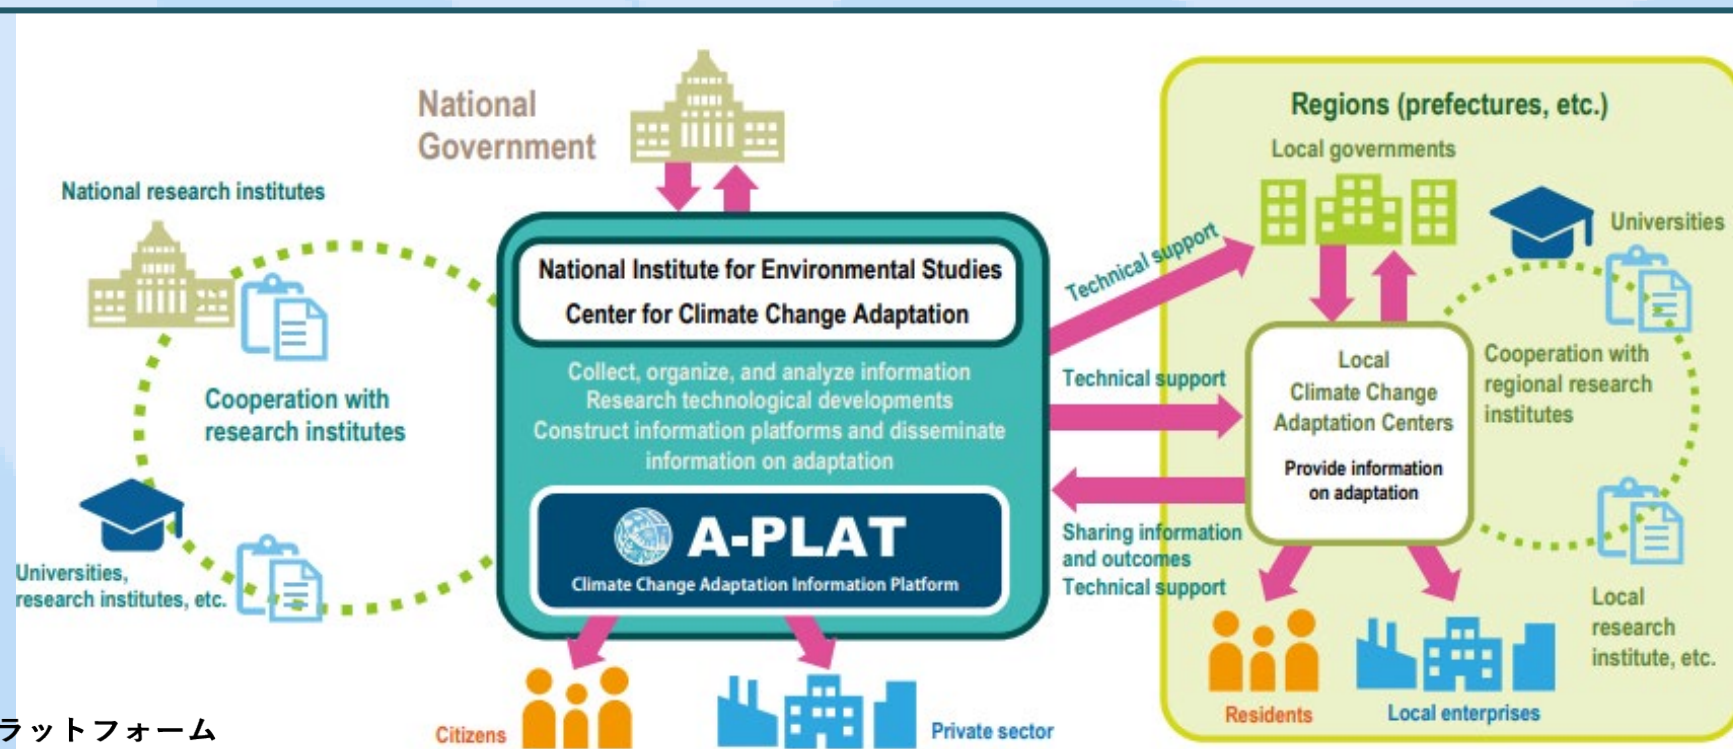 National
Government
National research institutes
Cooperation with
research institutes
Universities,
research institutes, etc.
National Institute for Environmental Studies
Center for Climate Change Adaptation
Collect, organize, and analyze information
Research technological developments
Construct information platforms and disseminate
information on adaptation
A-PLAT
Climate Change Adaptation Information Platform
Citizens
Private sector
Technical support
Technical support
Sharing information
and outcomes
Technical support
Regions (prefectures, etc.)
Local governments
Universities
Local
Climate Change
Adaptation Centers
Provide information
on adaptation
Cooperation with
regional research
institutes
Local
research
institute, etc.
Residents
Local enterprises
ラットフォーム